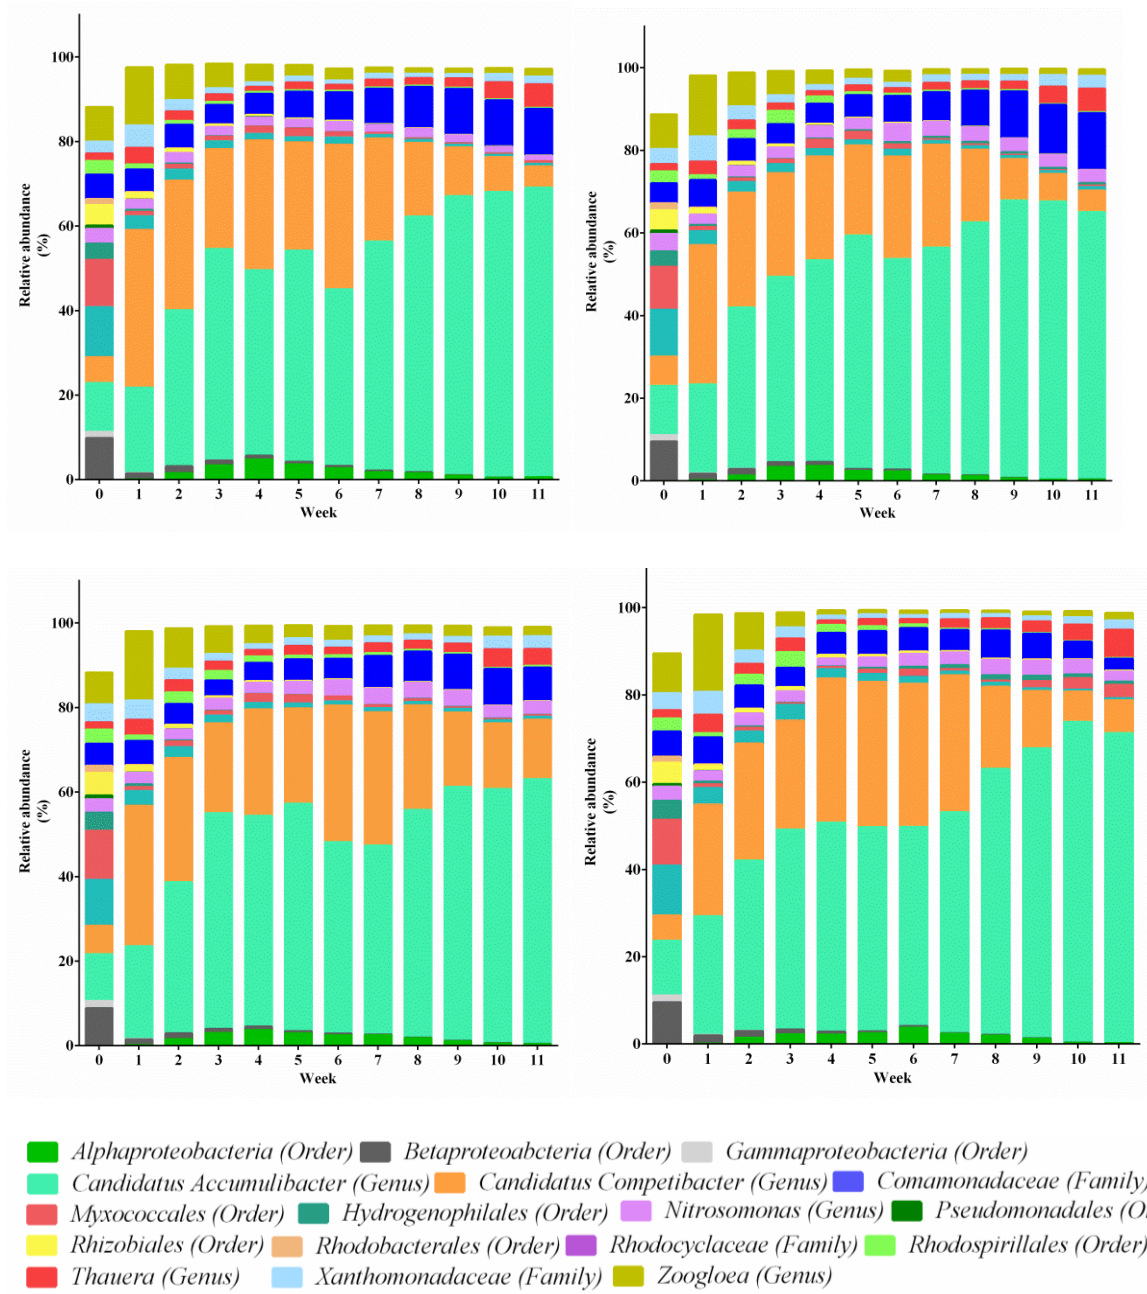 100
80
60
40
20
0
Relative abundance
(%)
0 1 2 3 4 5 6 7 8 9 10 11
Week
100
80
60
40
20
0
Relative abundance
(%)
0 1 2 3 4 5 6 7 8 9 10 11
Week
100
80
60
40
20
0
Relative abundance
(%)
0 1 2 3 4 5 6 7 8 9 10 11
Week
100
80
60
40
20
0
Relative abundance
(%)
0 1 2 3 4 5 6 7 8 9 10 11
Week
Alphaproteobacteria (Order) Betaproteoabcteria (Order) Gammaproteobacteria (Order)
Candidatus Accumulibacter (Genus) Candidatus Competibacter (Genus) Comamonadaceae (Family)
Myxococcales (Order) Hydrogenophilales (Order) Nitrosomonas (Genus) Pseudomonadales (O
Rhizobiales (Order) Rhodobacterales (Order) Rhodocyclaceae (Family) Rhodospirillales (Order)
Thauera (Genus) Xanthomonadaceae (Family) Zoogloea (Genus)